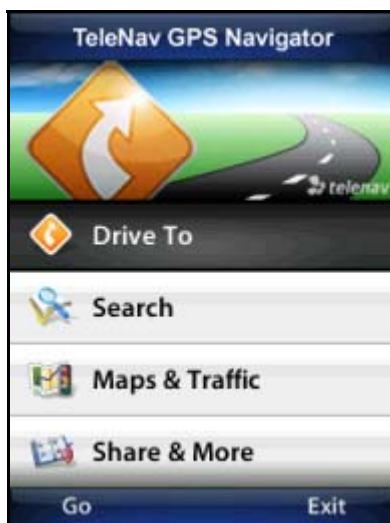 TeleNav GPS Navigator
telenav
Drive To
Search
Maps & Traffic
Share & More
Go Exit